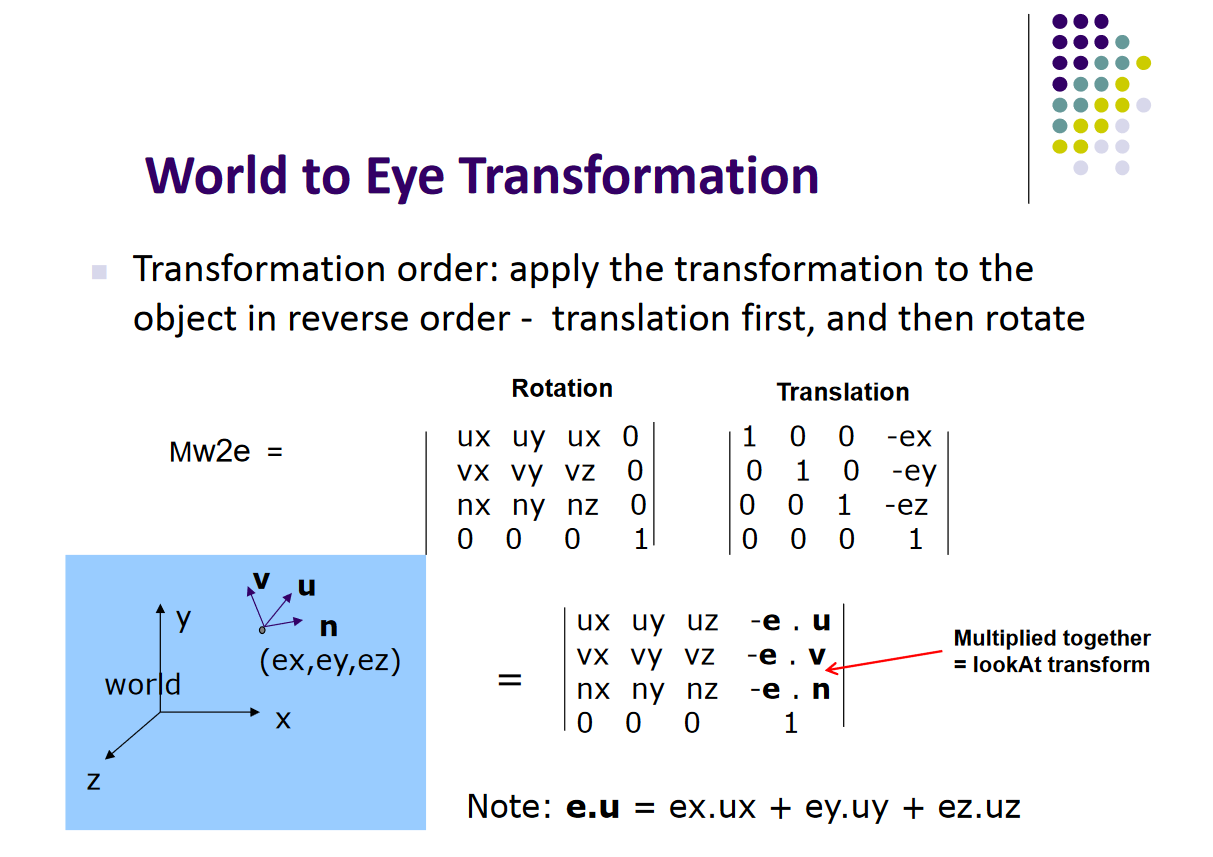 World to Eye Transformation
Transformation order: apply the transformation to the
object in reverse order - translation first, and then rotate
Rotation
Translation
Mw2e =
ux uy ux 0
vx vy vz 0
nx ny nz 0
0 0 0 1
1 0 0 -ex
0 1 0 -ey
0 0 1 -ez
0 0 0 1
v
u
n
y
(ex,ey,ez)
world
x
z
=
ux uy uz -e . u
vx vy vz -e . v
nx ny nz -e . n
0 0 0 1
Multiplied together
= lookAt transform
Note: e.u = ex.ux + ey.uy + ez.uz